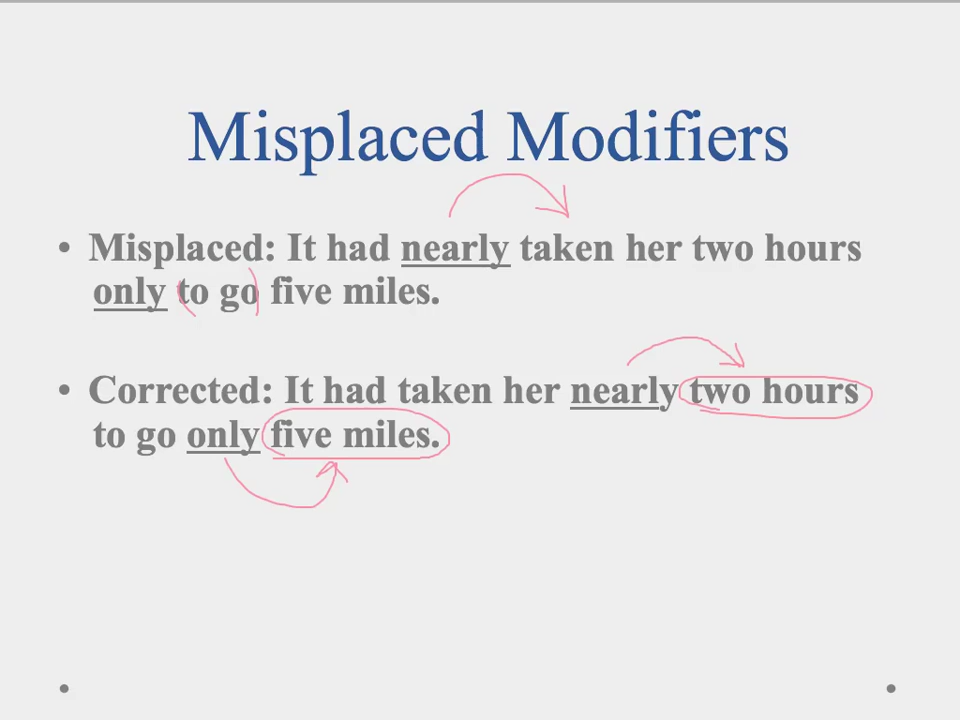 Misplaced Modifiers
• Misplaced: It had nearly taken her two hours
only to go five miles.
• Corrected: It had taken her nearly two hours
to go only five miles.